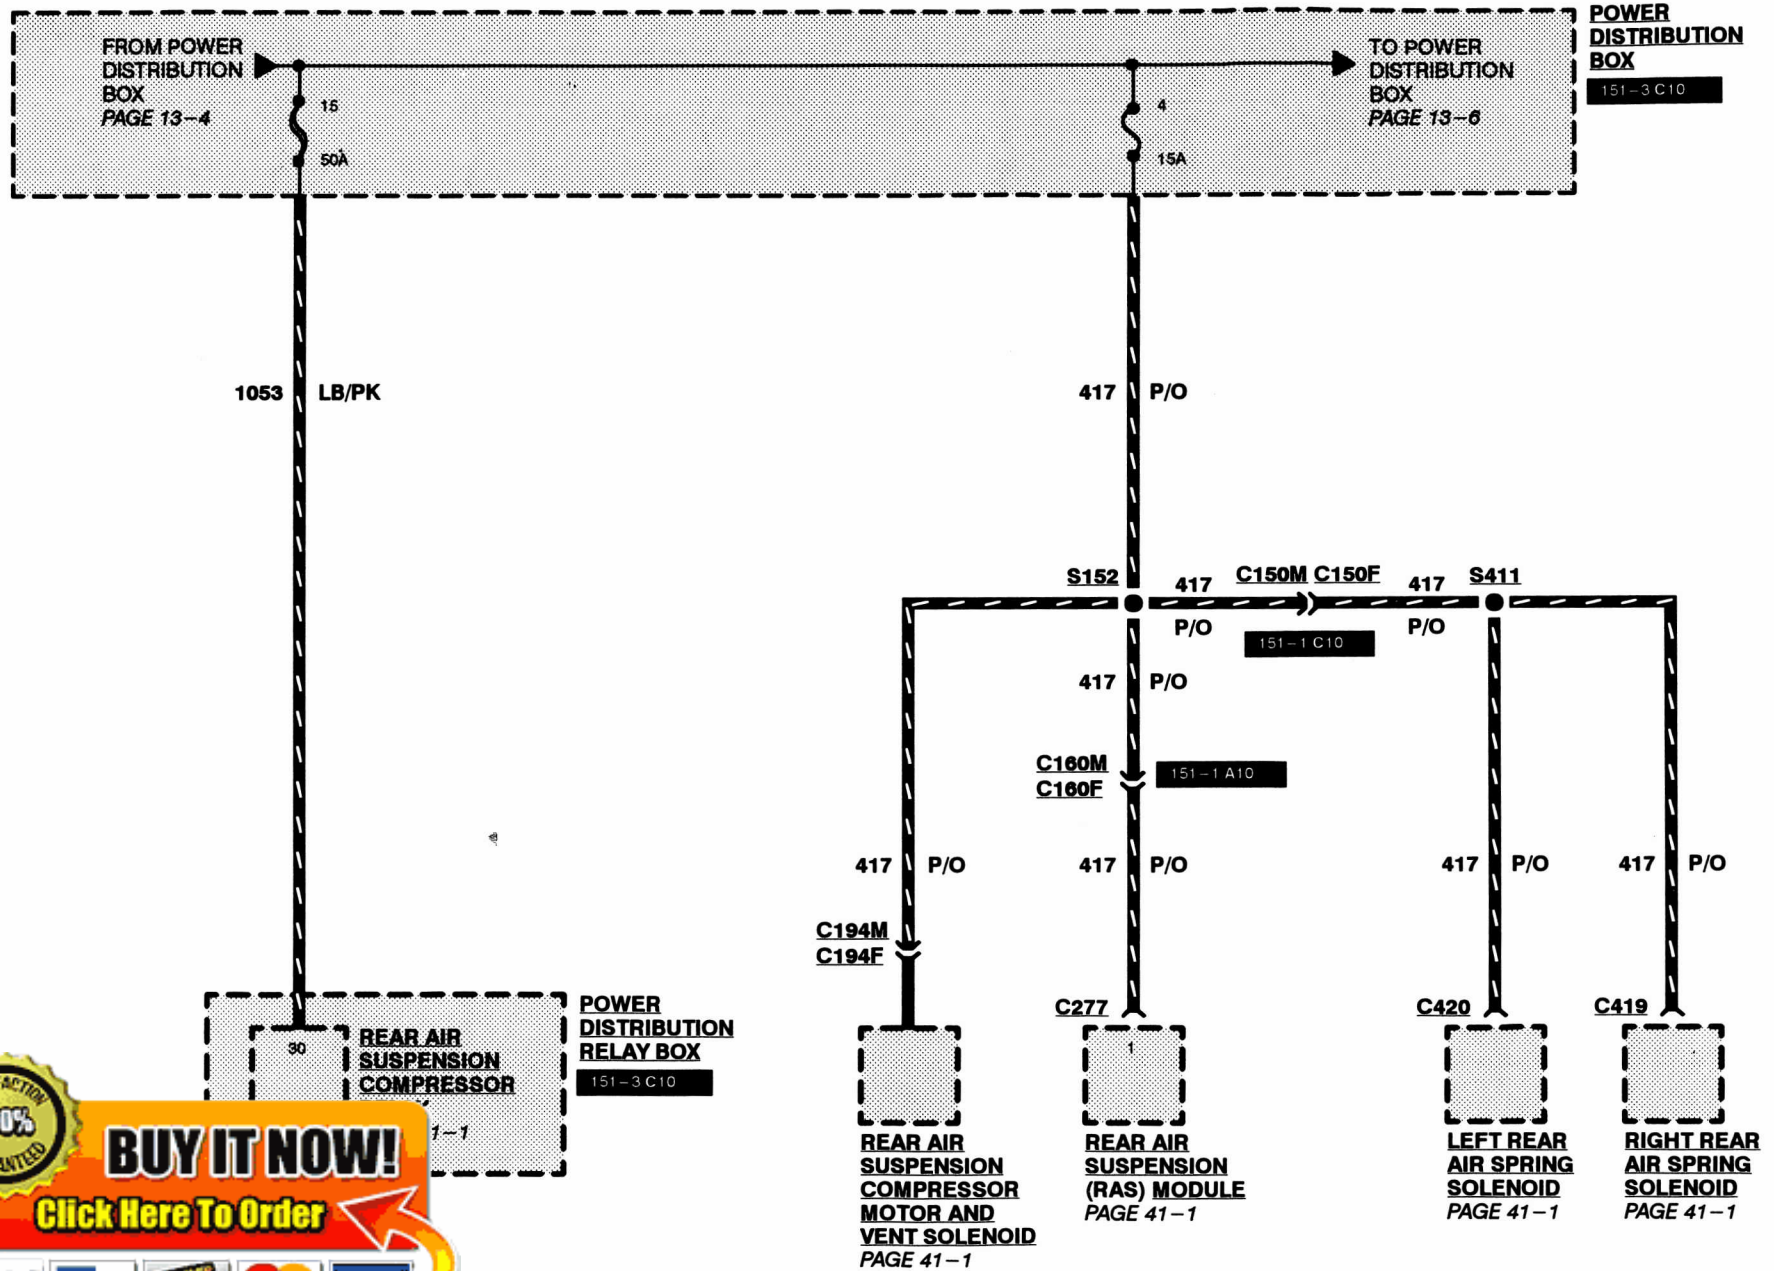 FROM POWER
DISTRIBUTION
BOX
PAGE 13-4
15
50A
4
15A
TO POWER
DISTRIBUTION
BOX
PAGE 13-6
POWER
DISTRIBUTION
BOX
151-3 C10
1053 LB/PK
417 P/O
S152
417
P/O
C150M C150F
151-1 C10
417
P/O
S411
417 P/O
C160M
C160F
151-1 A10
417 P/O
417 P/O
417 P/O
417 P/O
C194M
C194F
C277
C420
C419
30
REAR AIR
SUSPENSION
COMPRESSOR
1-1
POWER
DISTRIBUTION
RELAY BOX
151-3 C10
1
REAR AIR
SUSPENSION
COMPRESSOR
MOTOR AND
VENT SOLENOID
PAGE 41-1
REAR AIR
SUSPENSION
(RAS) MODULE
PAGE 41-1
LEFT REAR
AIR SPRING
SOLENOID
PAGE 41-1
RIGHT REAR
AIR SPRING
SOLENOID
PAGE 41-1
BUY IT NOW!
Click Here To Order